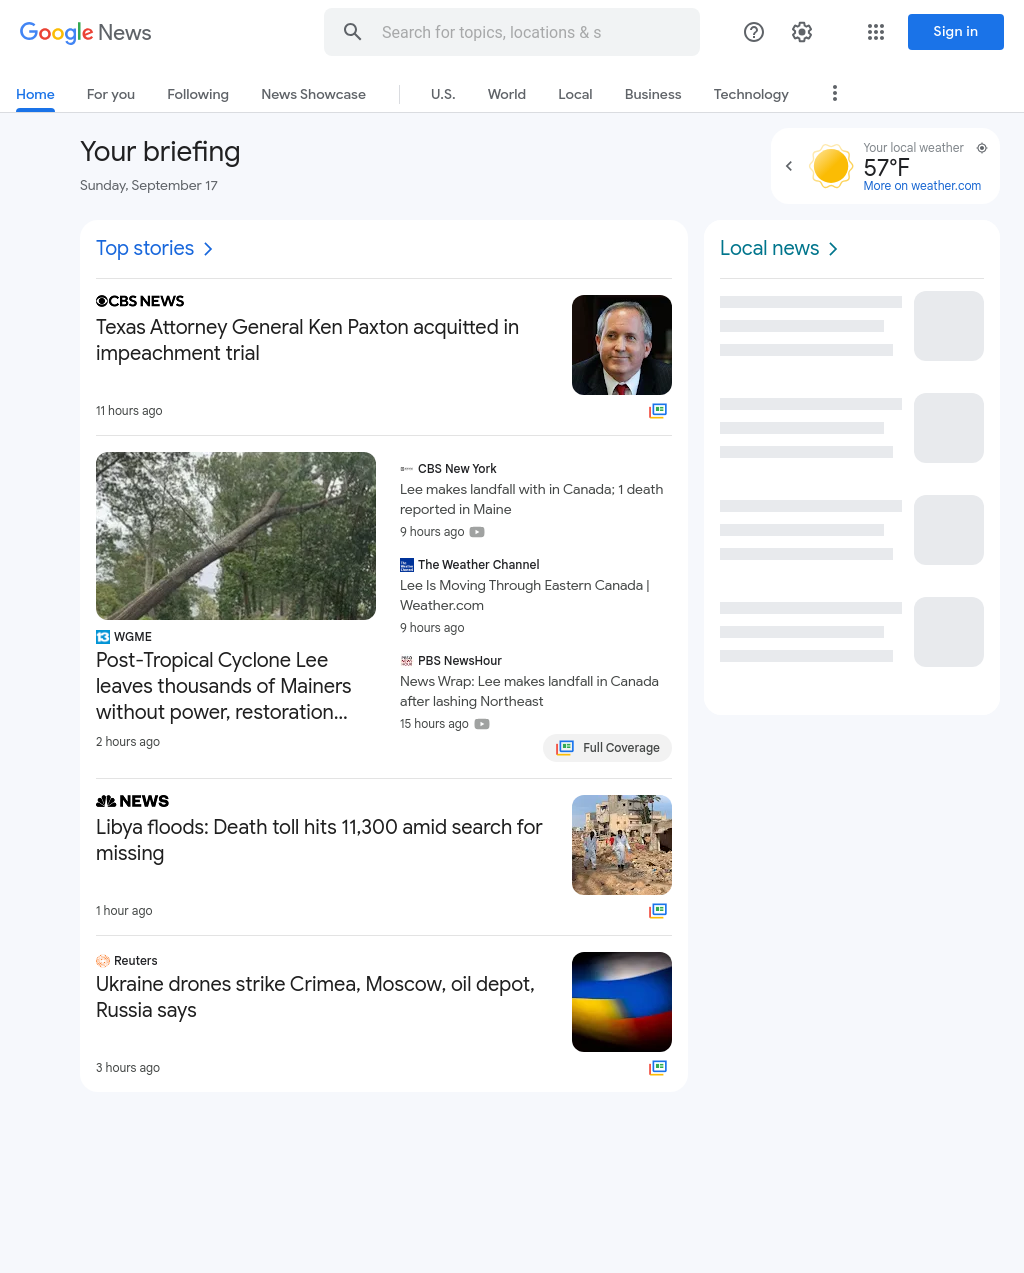 Google News
Search for topics, locations & s
Sign in
Home
For you
Following
News Showcase
U.S.
World
Local
Business
Technology
Your briefing
Sunday, September 17
Your local weather
57°F
More on weather.com
Top stories
CBS NEWS
Texas Attorney General Ken Paxton acquitted in
impeachment trial
11 hours ago
13 WGME
Post-Tropical Cyclone Lee
leaves thousands of Mainers
without power, restoration...
2 hours ago
CBS New York
Lee makes landfall with in Canada; 1 death
reported in Maine
9 hours ago
The Weather Channel
Lee Is Moving Through Eastern Canada |
Weather.com
9 hours ago
PBS NewsHour
News Wrap: Lee makes landfall in Canada
after lashing Northeast
15 hours ago
Full Coverage
NEWS
Libya floods: Death toll hits 11,300 amid search for
missing
1 hour ago
Reuters
Ukraine drones strike Crimea, Moscow, oil depot,
Russia says
3 hours ago
Local news